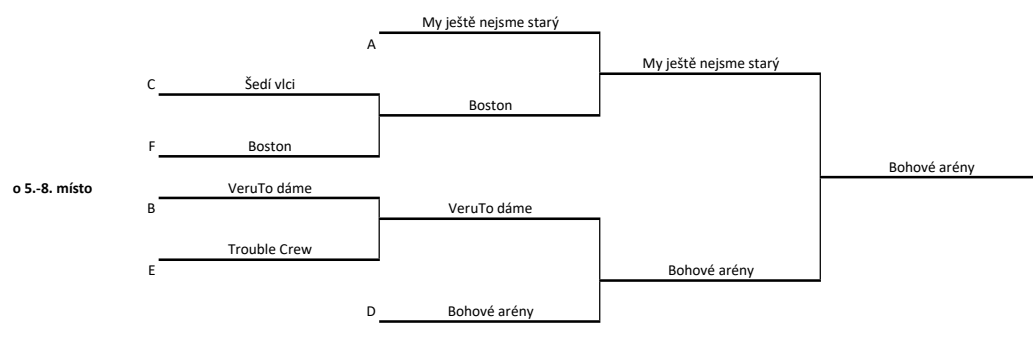 My ještě nejsme starý
A
My ještě nejsme starý
C Šedí vlci
Boston
F Boston
Bohové arény
o 5.-8. místo
VeruTo dáme
B
VeruTo dáme
Trouble Crew
E
Bohové arény
D Bohové arény